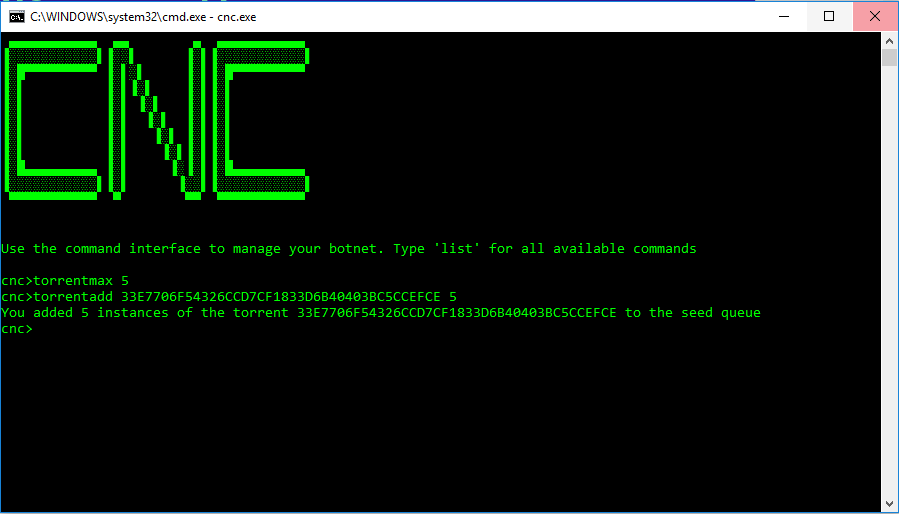 C:\WINDOWS\system32\cmd.exe - cnc.exe
CNC
Use the command interface to manage your botnet. Type 'list' for all available commands
cnc>torrentmax 5
cnc>torrentadd 33E7706F54326CCD7CF1833D6B40403BC5CCEFCE 5
You added 5 instances of the torrent 33E7706F54326CCD7CF1833D6B40403BC5CCEFCE to the seed queue
cnc>